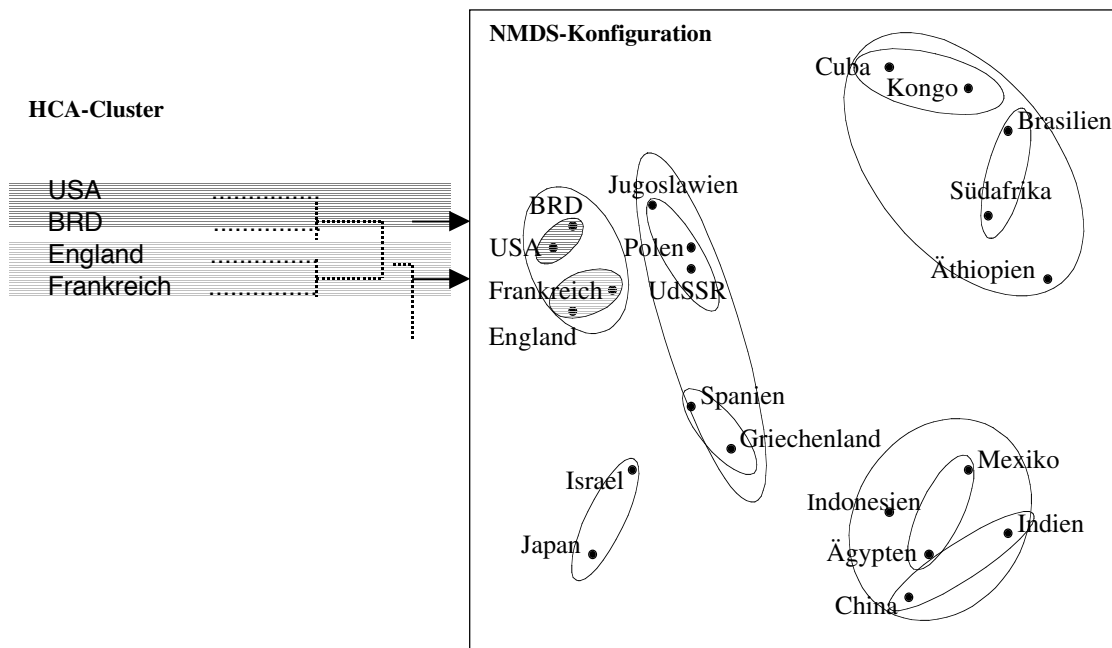 HCA-Cluster
USA
BRD
England
Frankreich
NMDS-Konfiguration
Cuba
Kongo
Brasilien
Südafrika
Äthiopien
Jugoslawien
BRD
USA
Polen
Frankreich
UdSSR
England
Spanien
Griechenland
Israel
Japan
Mexiko
Indonesien
Indien
Ägypten
China